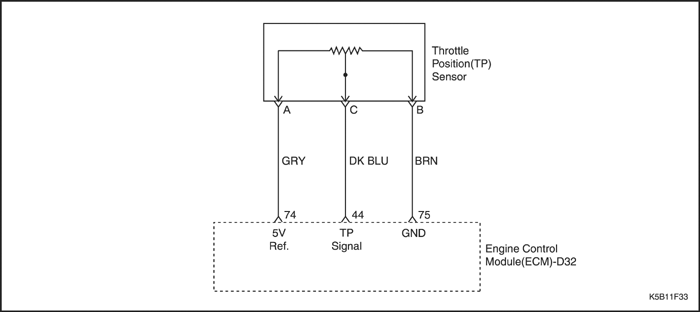 Throttle
Position(TP)
Sensor
A
C
B
GRY
DK BLU
BRN
74
44
75
5V
Ref.
TP
Signal
GND
Engine Control
Module(ECM)-D32
K5B11F33